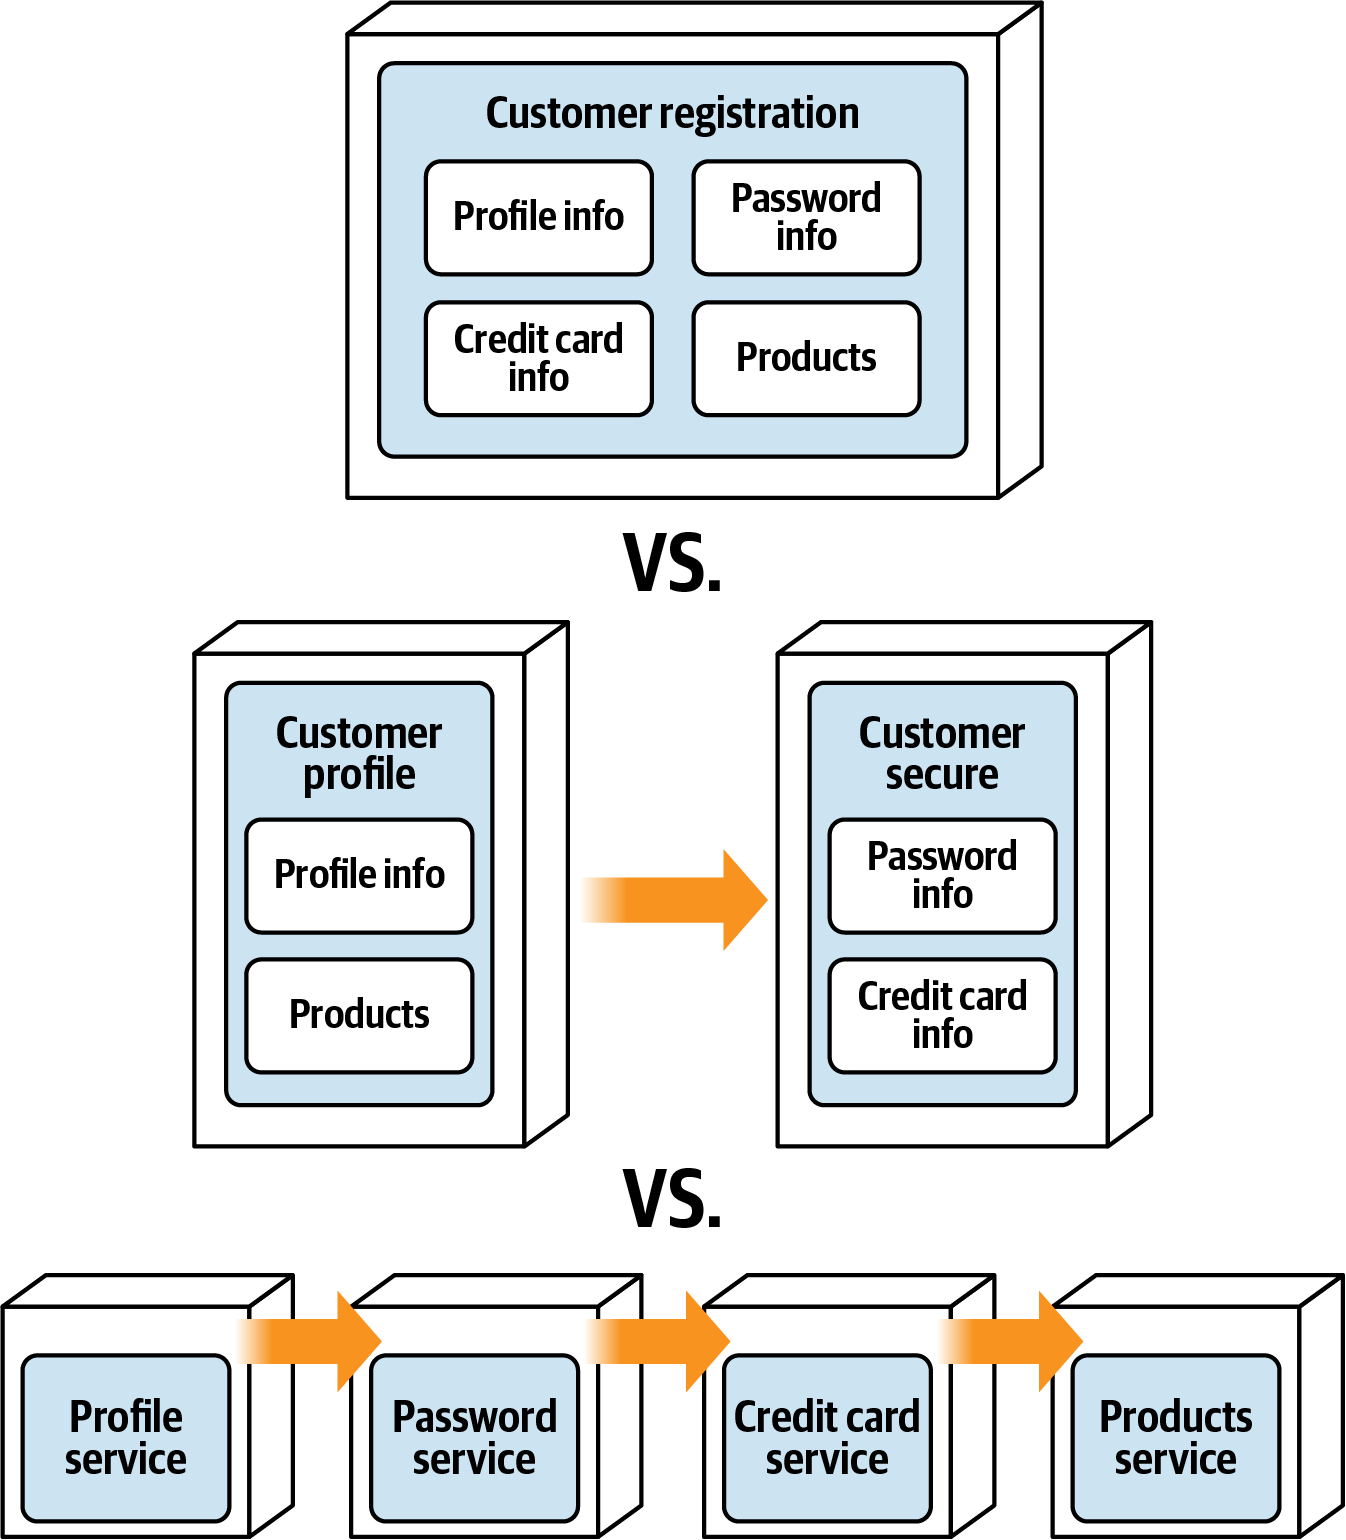 Customer registration
Profile info
Password
info
Credit card
info
Products
VS.
Customer
profile
Profile info
Products
Customer
secure
Password
info
Credit card
info
VS.
Profile
service
Password
service
Credit card
service
Products
service